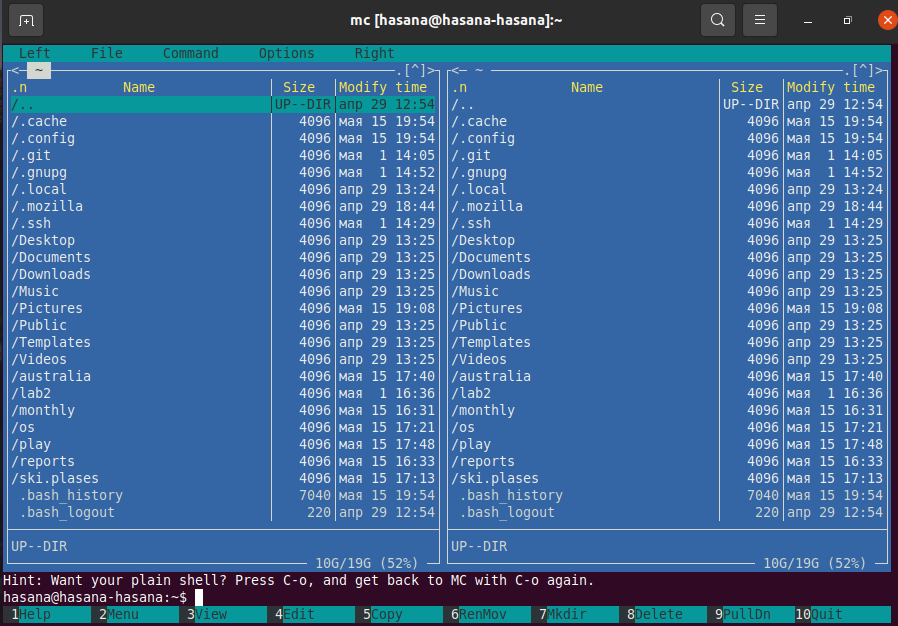 mc [hasana@hasana-hasana]:~
Left File Command Options Right
<- ~ .[^]> <- ~ .[^]>
.n Name Size Modify time .n Name Size Modify time
/.. UP--DIR апр 29 12:54 /.. UP--DIR апр 29 12:54
/.cache 4096 мая 15 19:54 /.cache 4096 мая 15 19:54
/.config 4096 мая 15 19:54 /.config 4096 мая 15 19:54
/.git 4096 мая 1 14:05 /.git 4096 мая 1 14:05
/.gnupg 4096 мая 1 14:52 /.gnupg 4096 мая 1 14:52
/.local 4096 апр 29 13:24 /.local 4096 апр 29 13:24
/.mozilla 4096 апр 29 18:44 /.mozilla 4096 апр 29 18:44
/.ssh 4096 мая 1 14:29 /.ssh 4096 мая 1 14:29
/Desktop 4096 апр 29 13:25 /Desktop 4096 апр 29 13:25
/Documents 4096 апр 29 13:25 /Documents 4096 апр 29 13:25
/Downloads 4096 апр 29 13:25 /Downloads 4096 апр 29 13:25
/Music 4096 апр 29 13:25 /Music 4096 апр 29 13:25
/Pictures 4096 мая 15 19:08 /Pictures 4096 мая 15 19:08
/Public 4096 апр 29 13:25 /Public 4096 апр 29 13:25
/Templates 4096 апр 29 13:25 /Templates 4096 апр 29 13:25
/Videos 4096 апр 29 13:25 /Videos 4096 апр 29 13:25
/australia 4096 мая 15 17:40 /australia 4096 мая 15 17:40
/lab2 4096 мая 1 16:36 /lab2 4096 мая 1 16:36
/monthly 4096 мая 15 16:31 /monthly 4096 мая 15 16:31
/os 4096 мая 15 17:21 /os 4096 мая 15 17:21
/play 4096 мая 15 17:48 /play 4096 мая 15 17:48
/reports 4096 мая 15 16:33 /reports 4096 мая 15 16:33
/ski.plases 4096 мая 15 17:13 /ski.plases 4096 мая 15 17:13
.bash_history 7040 мая 15 19:54 .bash_history 7040 мая 15 19:54
.bash_logout 220 апр 29 12:54 .bash_logout 220 апр 29 12:54
UP--DIR UP--DIR
10G/19G (52%) 10G/19G (52%)
Hint: Want your plain shell? Press C-o, and get back to MC with C-o again.
hasana@hasana-hasana:~$
1Help 2Menu 3View 4Edit 5Copy 6RenMov 7Mkdir 8Delete 9PullDn 10Quit